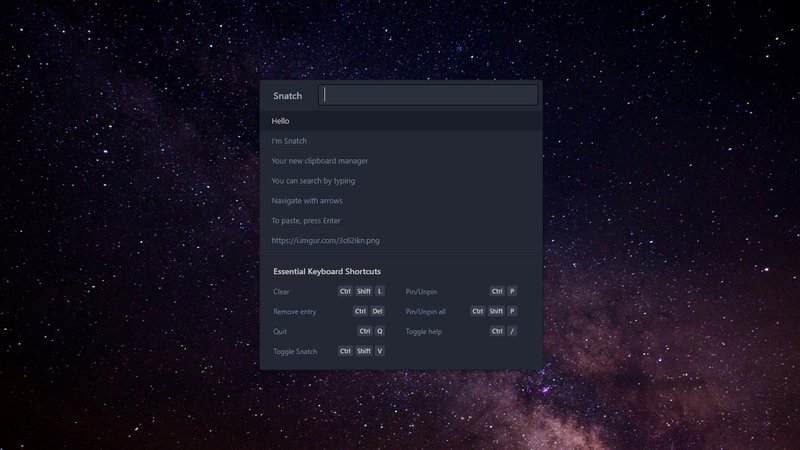 Snatch
Hello
I'm Snatch
Your new clipboard manager
You can search by typing
Navigate with arrows
To paste, press Enter
https://i.imgur.com/3c62ikn.png
Essential Keyboard Shortcuts
Clear Ctrl Shift L Pin/Unpin Ctrl P
Remove entry Ctrl Del Pin/Unpin all Ctrl Shift P
Quit Ctrl Q Toggle help Ctrl /
Toggle Snatch Ctrl Shift V